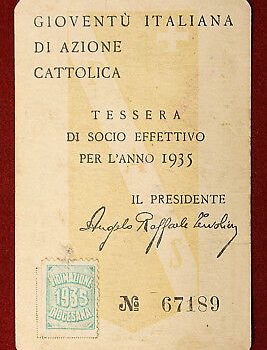 GIOVENTÙ ITALIANA
DI AZIONE
CATTOLICA
TESSERA
DI SOCIO EFFETTIVO
PER L'ANNO 1935
IL PRESIDENTE
Angelo Raffaele
1935
DIOCESANA
№ 67189